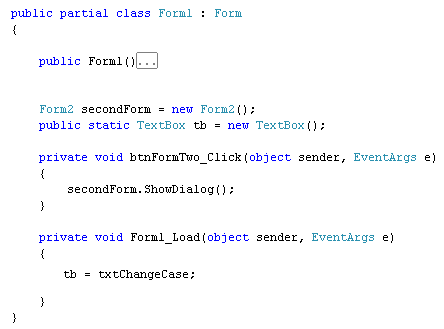 public partial class Form1 : Form
{
public Form1()...
Form2 secondForm = new Form2();
public static TextBox tb = new TextBox();
private void btnFormTwo_Click(object sender, EventArgs e)
{
secondForm.ShowDialog();
}
private void Form1_Load(object sender, EventArgs e)
{
tb = txtChangeCase;
}
}